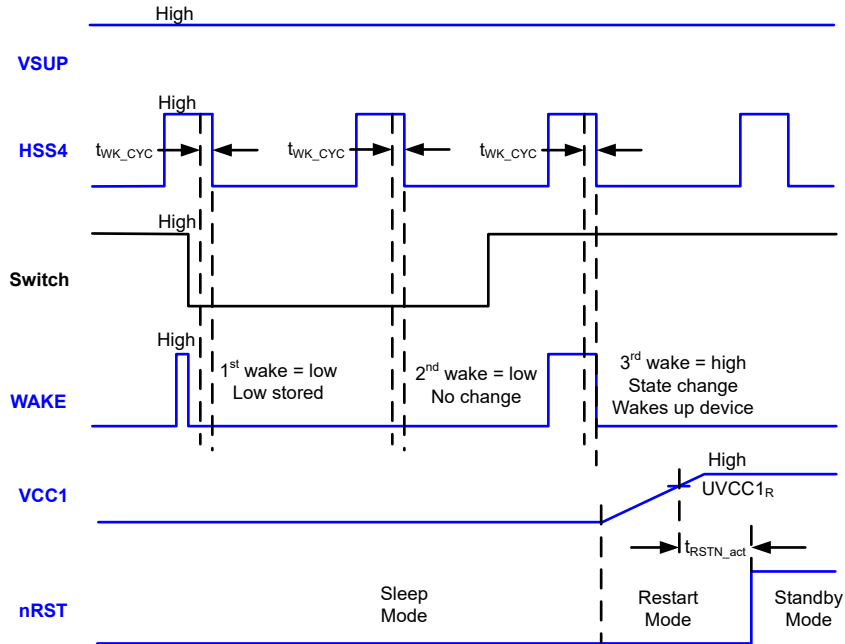 High
VSUP
High
HSS4
tWK_CYC
tWK_CYC
tWK_CYC
High
Switch
High
WAKE
1st wake = low
Low stored
2nd wake = low
No change
3rd wake = high
State change
Wakes up device
High
VCC1
UVCC1R
tRSTN_act
nRST
Sleep
Mode
Restart
Mode
Standby
Mode